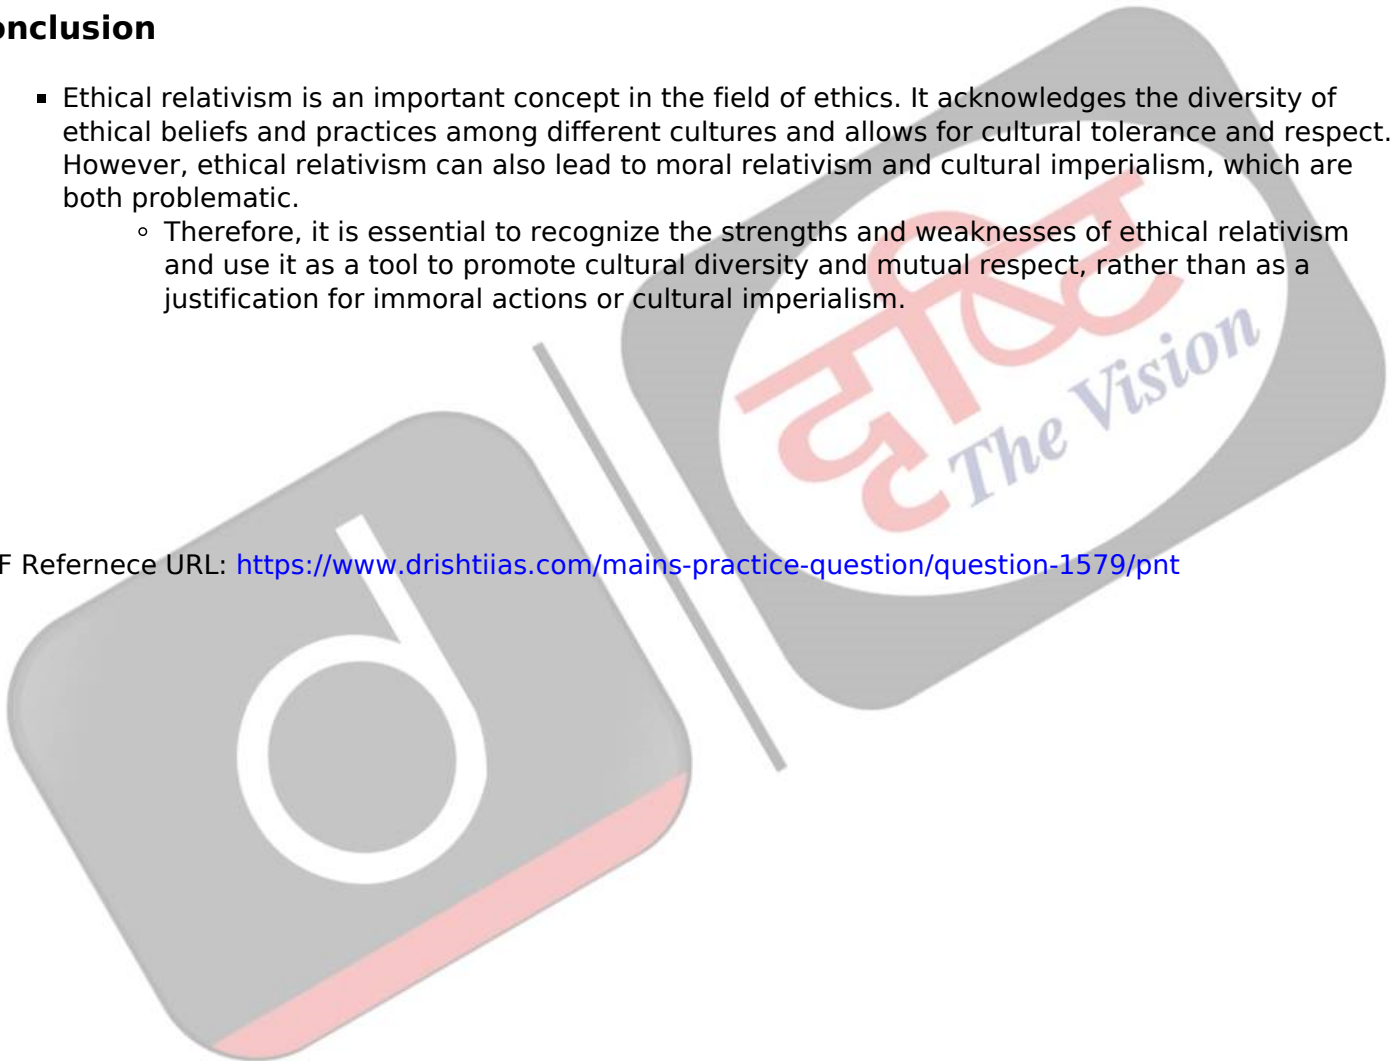 onclusion
▪ Ethical relativism is an important concept in the field of ethics. It acknowledges the diversity of
ethical beliefs and practices among different cultures and allows for cultural tolerance and respect.
However, ethical relativism can also lead to moral relativism and cultural imperialism, which are
both problematic.
◦ Therefore, it is essential to recognize the strengths and weaknesses of ethical relativism
and use it as a tool to promote cultural diversity and mutual respect, rather than as a
justification for immoral actions or cultural imperialism.
दृष्टि
The Vision
F Refernece URL: https://www.drishtiias.com/mains-practice-question/question-1579/pnt
d